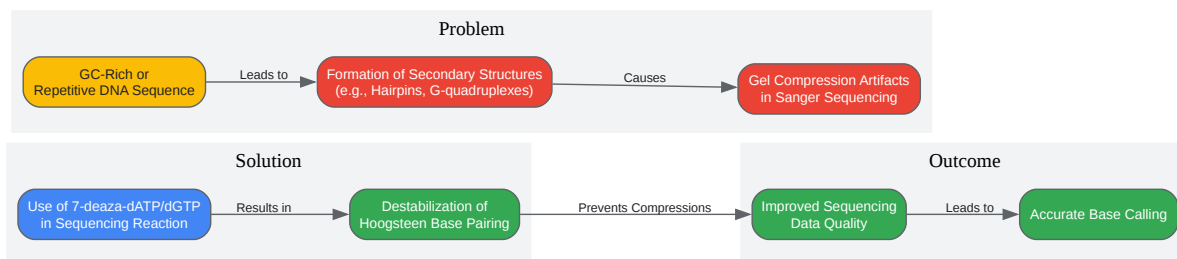 Problem
GC-Rich or
Repetitive DNA Sequence
Leads to
Formation of Secondary Structures
(e.g., Hairpins, G-quadruplexes)
Causes
Gel Compression Artifacts
in Sanger Sequencing
Solution
Use of 7-deaza-dATP/dGTP
in Sequencing Reaction
Results in
Destabilization of
Hoogsteen Base Pairing
Prevents Compressions
Outcome
Improved Sequencing
Data Quality
Leads to
Accurate Base Calling